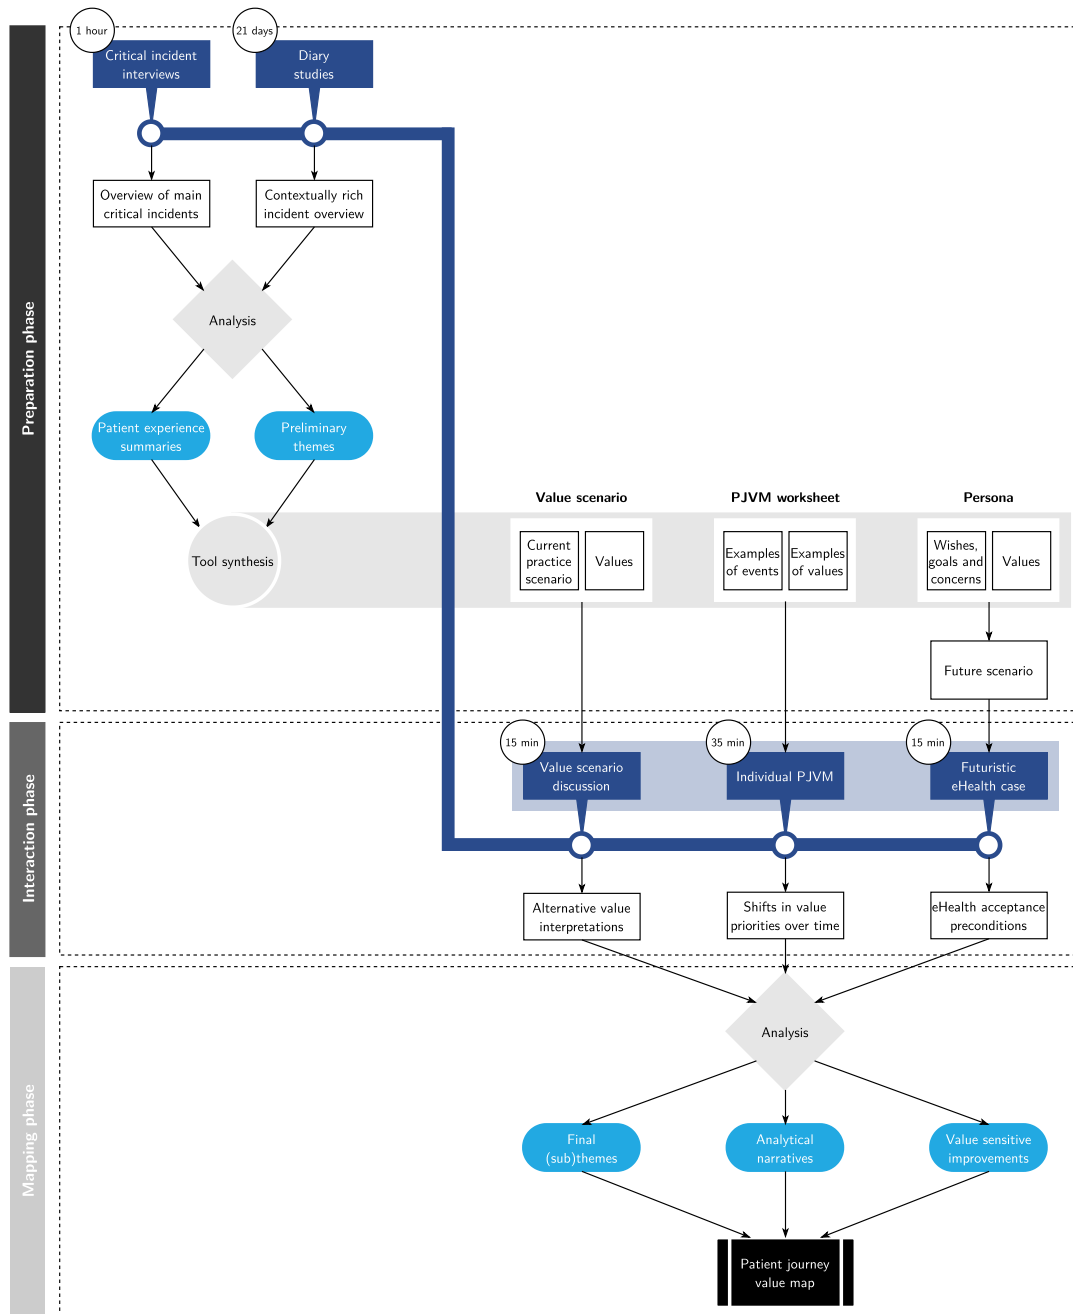 Preparation phase
1 hour
21 days
Critical incident
interviews
Diary
studies
Overview of main
critical incidents
Contextually rich
incident overview
Analysis
Patient experience
summaries
Preliminary
themes
Tool synthesis
Value scenario
PJVM worksheet
Persona
Current
practice
scenario
Values
Examples
of events
Examples
of values
Wishes,
goals and
concerns
Values
Future scenario
Interaction phase
15 min
35 min
15 min
Value scenario
discussion
Individual PJVM
Futuristic
eHealth case
Alternative value
interpretations
Shifts in value
priorities over time
eHealth acceptance
preconditions
Mapping phase
Analysis
Final
(sub)themes
Analytical
narratives
Value sensitive
improvements
Patient journey
value map